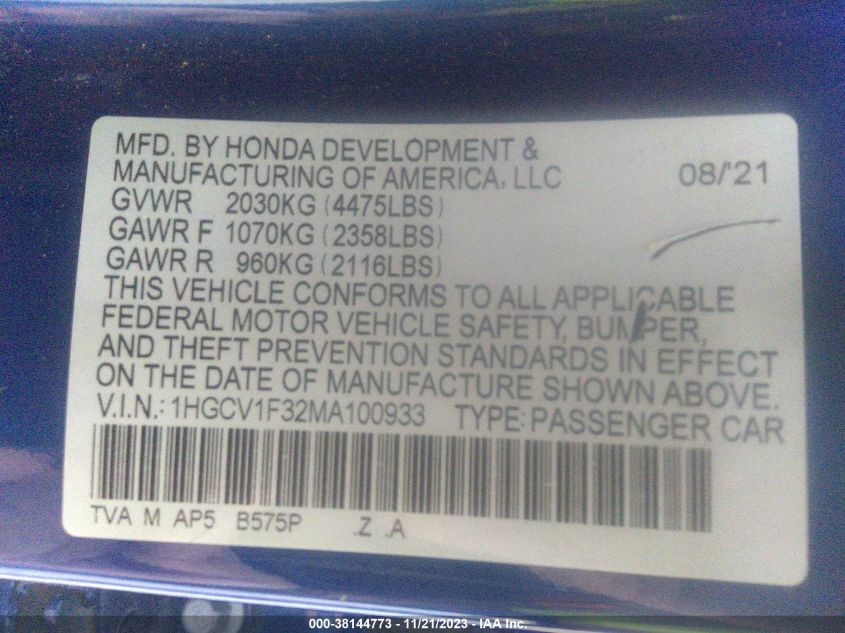 MFD. BY HONDA DEVELOPMENT &
MANUFACTURING OF AMERICA, LLC 08/'21
GVWR 2030KG (4475LBS)
GAWR F 1070KG (2358LBS)
GAWR R 960KG (2116LBS)
THIS VEHICLE CONFORMS TO ALL APPLICABLE
FEDERAL MOTOR VEHICLE SAFETY, BUMPER,
AND THEFT PREVENTION STANDARDS IN EFFECT
ON THE DATE OF MANUFACTURE SHOWN ABOVE.
V.I.N.: 1HGCV1F32MA100933 TYPE: PASSENGER CAR
TVA M AP5 B575P .Z .A
000-38144773 - 11/21/2023 - IAA Inc.